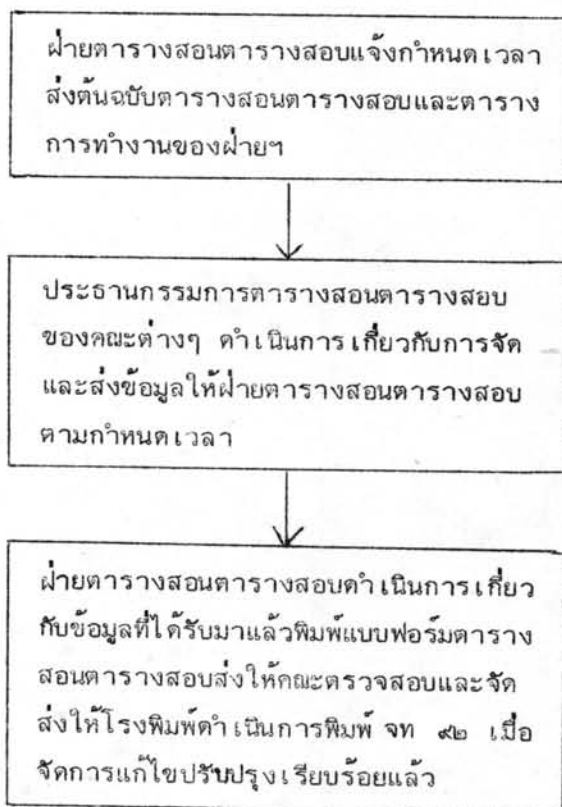 ฝ่ายตารางสอนตารางสอบแจ้งกำหนดเวลา
ส่งต้นฉบับตารางสอนตารางสอบและตาราง
การทำงานของฝ่ายฯ
ประธานกรรมการตารางสอนตารางสอบ
ของคณะต่างๆ ดำเนินการเกี่ยวกับการจัด
และส่งข้อมูลให้ฝ่ายตารางสอนตารางสอบ
ตามกำหนดเวลา
ฝ่ายตารางสอนตารางสอบดำเนินการเกี่ยว
กับข้อมูลที่ได้รับมาแล้วพิมพ์แบบฟอร์มตาราง
สอนตารางสอบส่งให้คณะตรวจสอบและจัด
ส่งให้โรงพิมพ์ดำเนินการพิมพ์ จท ๙๒ เมื่อ
จัดการแก้ไขปรับปรุงเรียบร้อยแล้ว